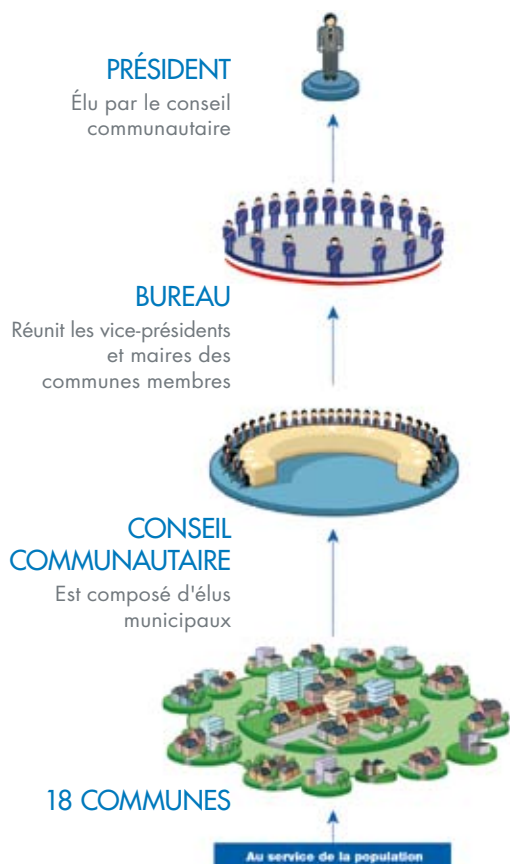 PRÉSIDENT
Élu par le conseil
communautaire
BUREAU
Réunit les vice-présidents
et maires des
communes membres
CONSEIL
COMMUNAUTAIRE
Est composé d'élus
municipaux
18 COMMUNES
Au service de la population